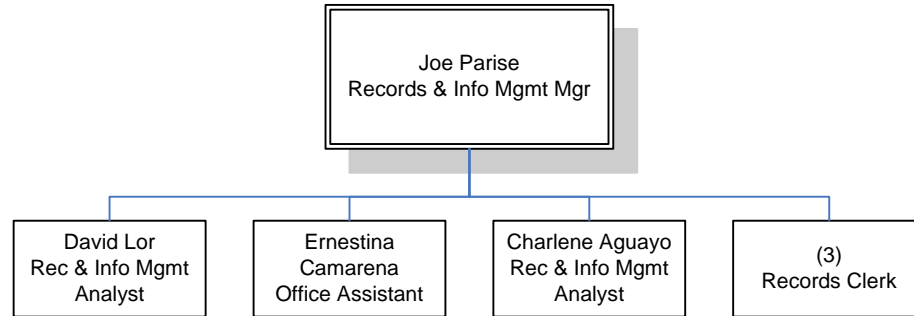 Joe Parise
Records & Info Mgmt Mgr
David Lor
Rec & Info Mgmt
Analyst
Ernestina
Camarena
Office Assistant
Charlene Aguayo
Rec & Info Mgmt
Analyst
(3)
Records Clerk